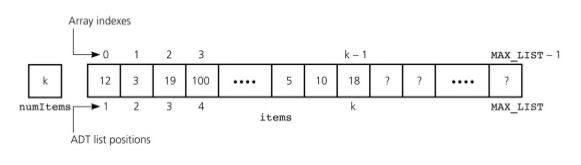 Array indexes
0 1 2 3 k – 1 MAX_LIST – 1
k 12 3 19 100 •••• 5 10 18 ? ? •••• ?
numItems 1 2 3 4 k MAX_LIST
items
ADT list positions